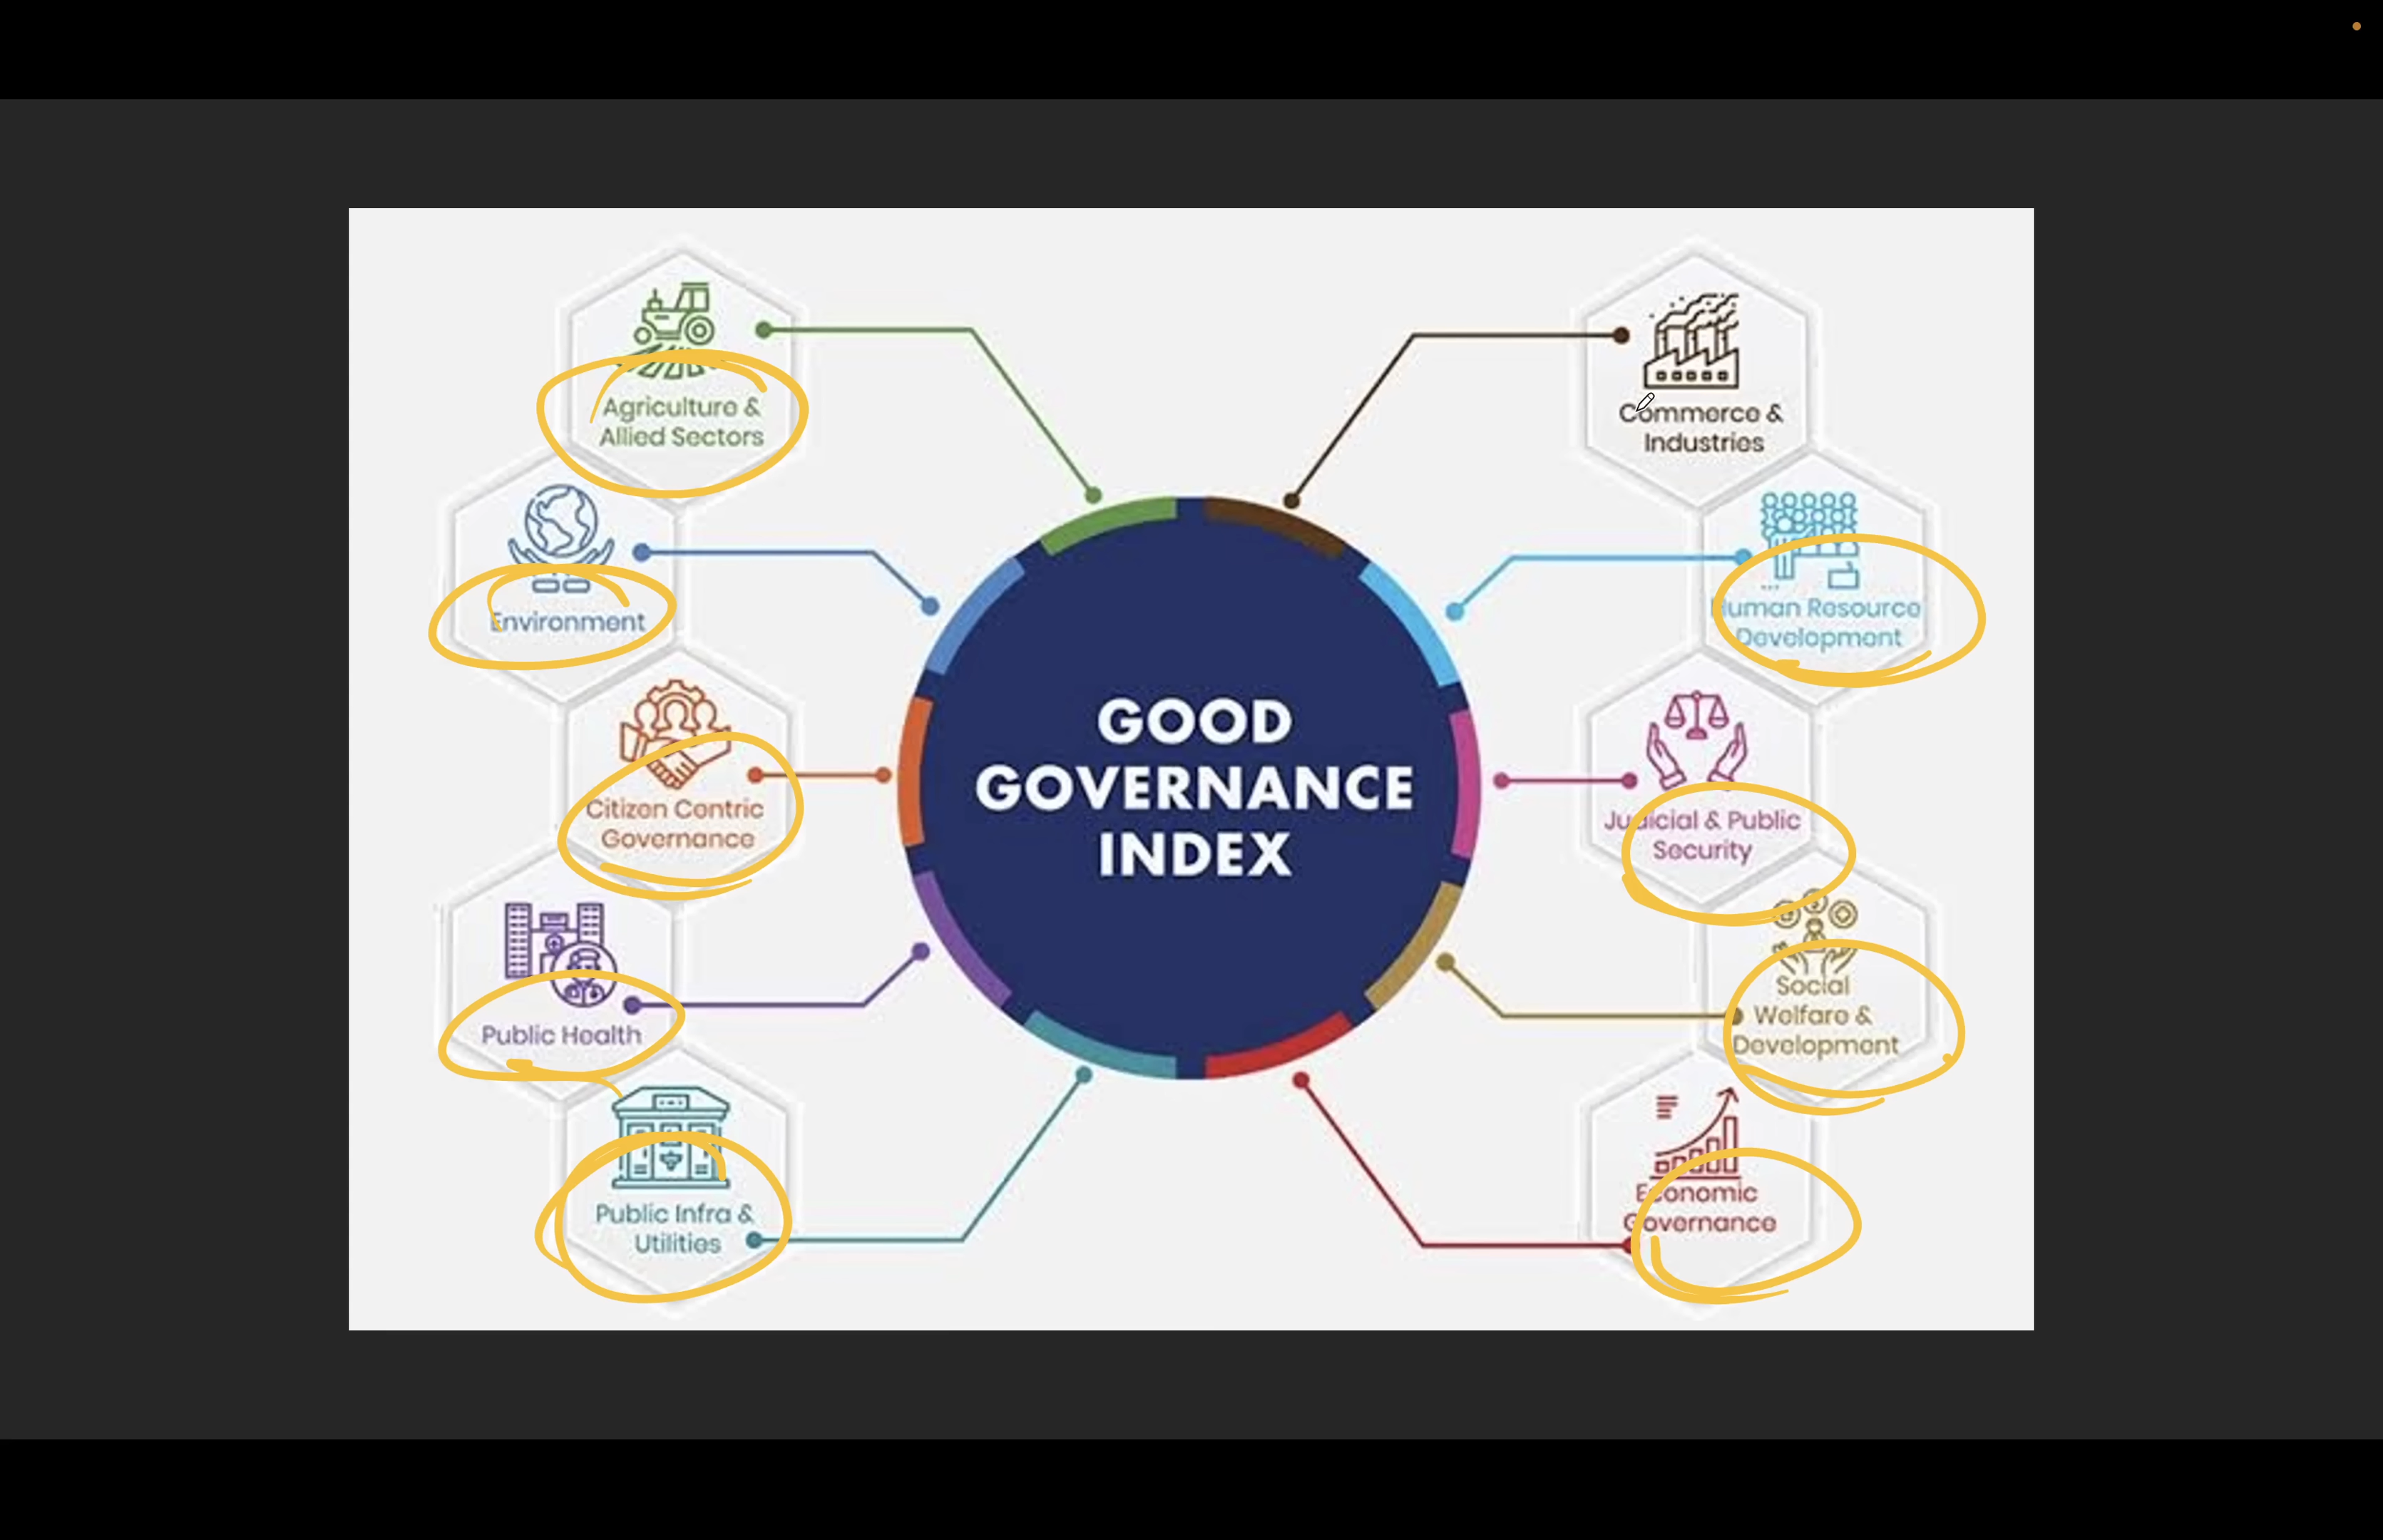 Agriculture &
Allied Sectors
Environment
Citizen Centric
Governance
Public Health
Public Infra &
Utilities
GOOD
GOVERNANCE
INDEX
Commerce &
Industries
Human Resource
Development
Judicial & Public
Security
Social
Welfare &
Development
Economic
Governance